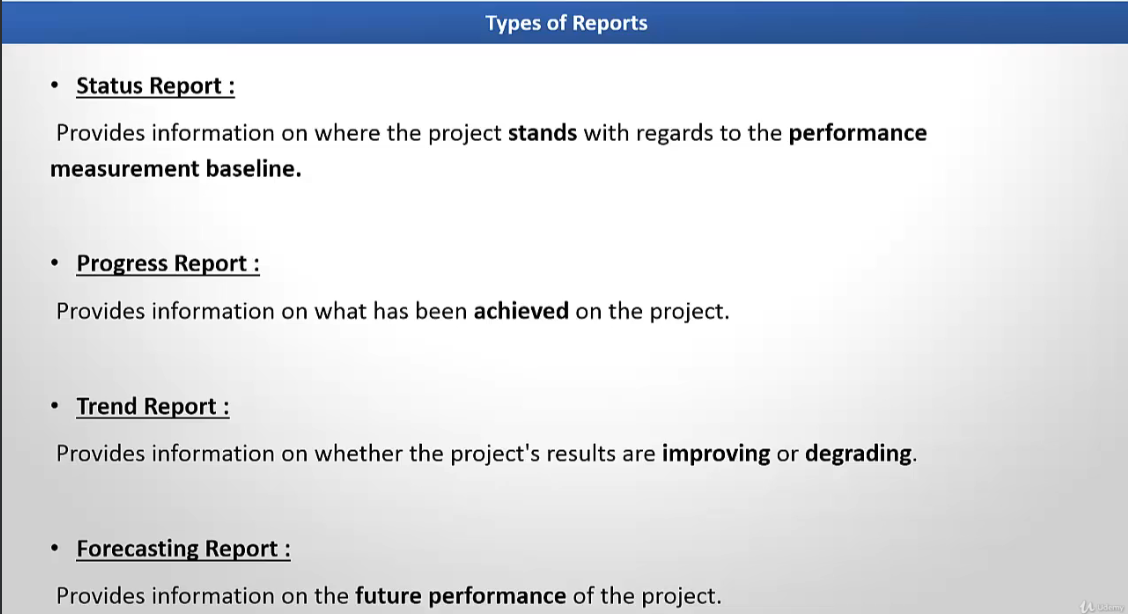 Types of Reports
• Status Report :
Provides information on where the project stands with regards to the performance
measurement baseline.
• Progress Report :
Provides information on what has been achieved on the project.
• Trend Report :
Provides information on whether the project's results are improving or degrading.
• Forecasting Report :
Provides information on the future performance of the project.
Udemy